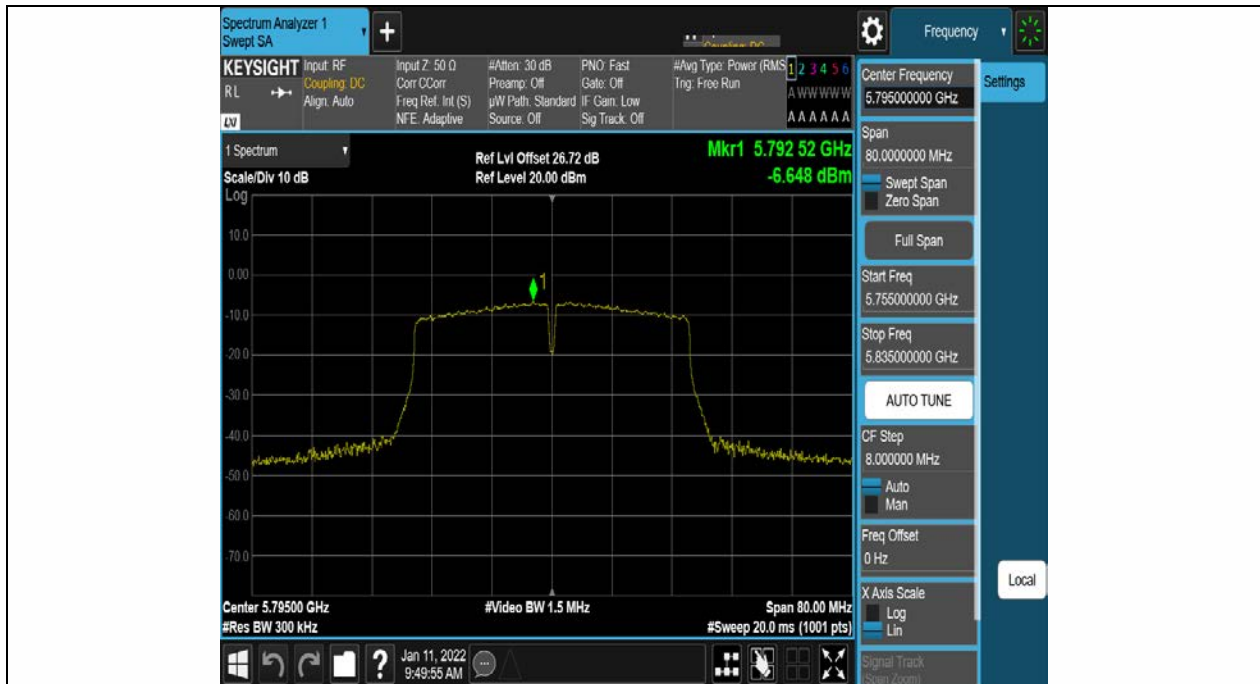 Spectrum Analyzer 1
Swept SA
+
Coupling: DC
Frequency
KEYSIGHT
RL
LXI
Input: RF
Coupling: DC
Align: Auto
Input Z: 50 Ω
Corr CCorr
Freq Ref: Int (S)
NFE: Adaptive
#Atten: 30 dB
Preamp: Off
µW Path: Standard
Source: Off
PNO: Fast
Gate: Off
IF Gain: Low
Sig Track: Off
#Avg Type: Power (RMS
Trig: Free Run
1 2 3 4 5 6
A W W W W W
A A A A A A
1 Spectrum
Scale/Div 10 dB
Ref Lvl Offset 26.72 dB
Ref Level 20.00 dBm
Mkr1 5.792 52 GHz
-6.648 dBm
Log
10.0
0.00
-10.0
-20.0
-30.0
-40.0
-50.0
-60.0
-70.0
1
Center 5.79500 GHz
#Video BW 1.5 MHz
Span 80.00 MHz
#Res BW 300 kHz
#Sweep 20.0 ms (1001 pts)
Center Frequency
5.795000000 GHz
Settings
Span
80.0000000 MHz
Swept Span
Zero Span
Full Span
Start Freq
5.755000000 GHz
Stop Freq
5.835000000 GHz
AUTO TUNE
CF Step
8.000000 MHz
Auto
Man
Freq Offset
0 Hz
X Axis Scale
Log
Lin
Local
Signal Track
(Span Zoom)
?
Jan 11, 2022
9:49:55 AM